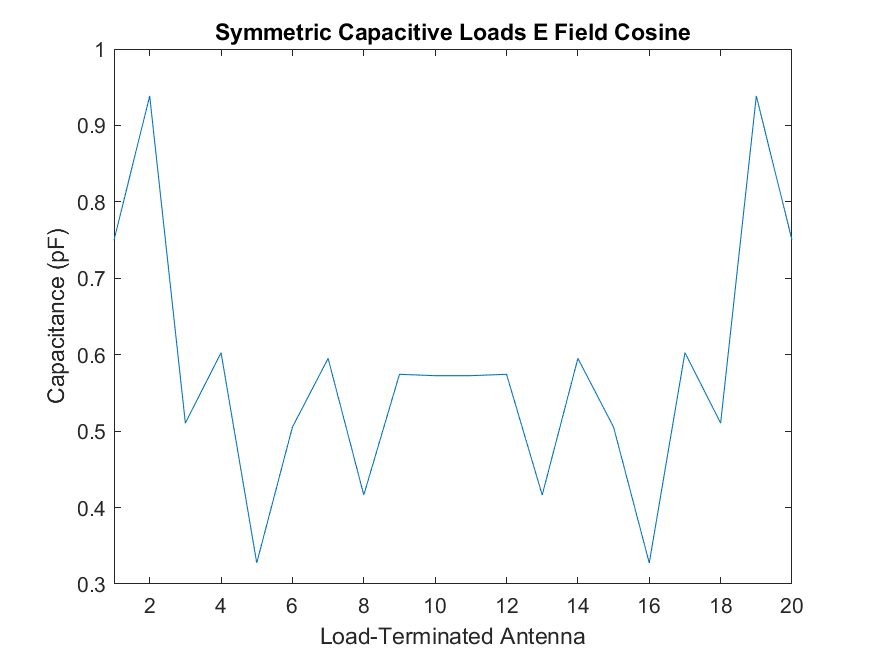 Symmetric Capacitive Loads E Field Cosine
1
0.9
0.8
0.7
0.6
0.5
0.4
0.3
Capacitance (pF)
2 4 6 8 10 12 14 16 18 20
Load-Terminated Antenna